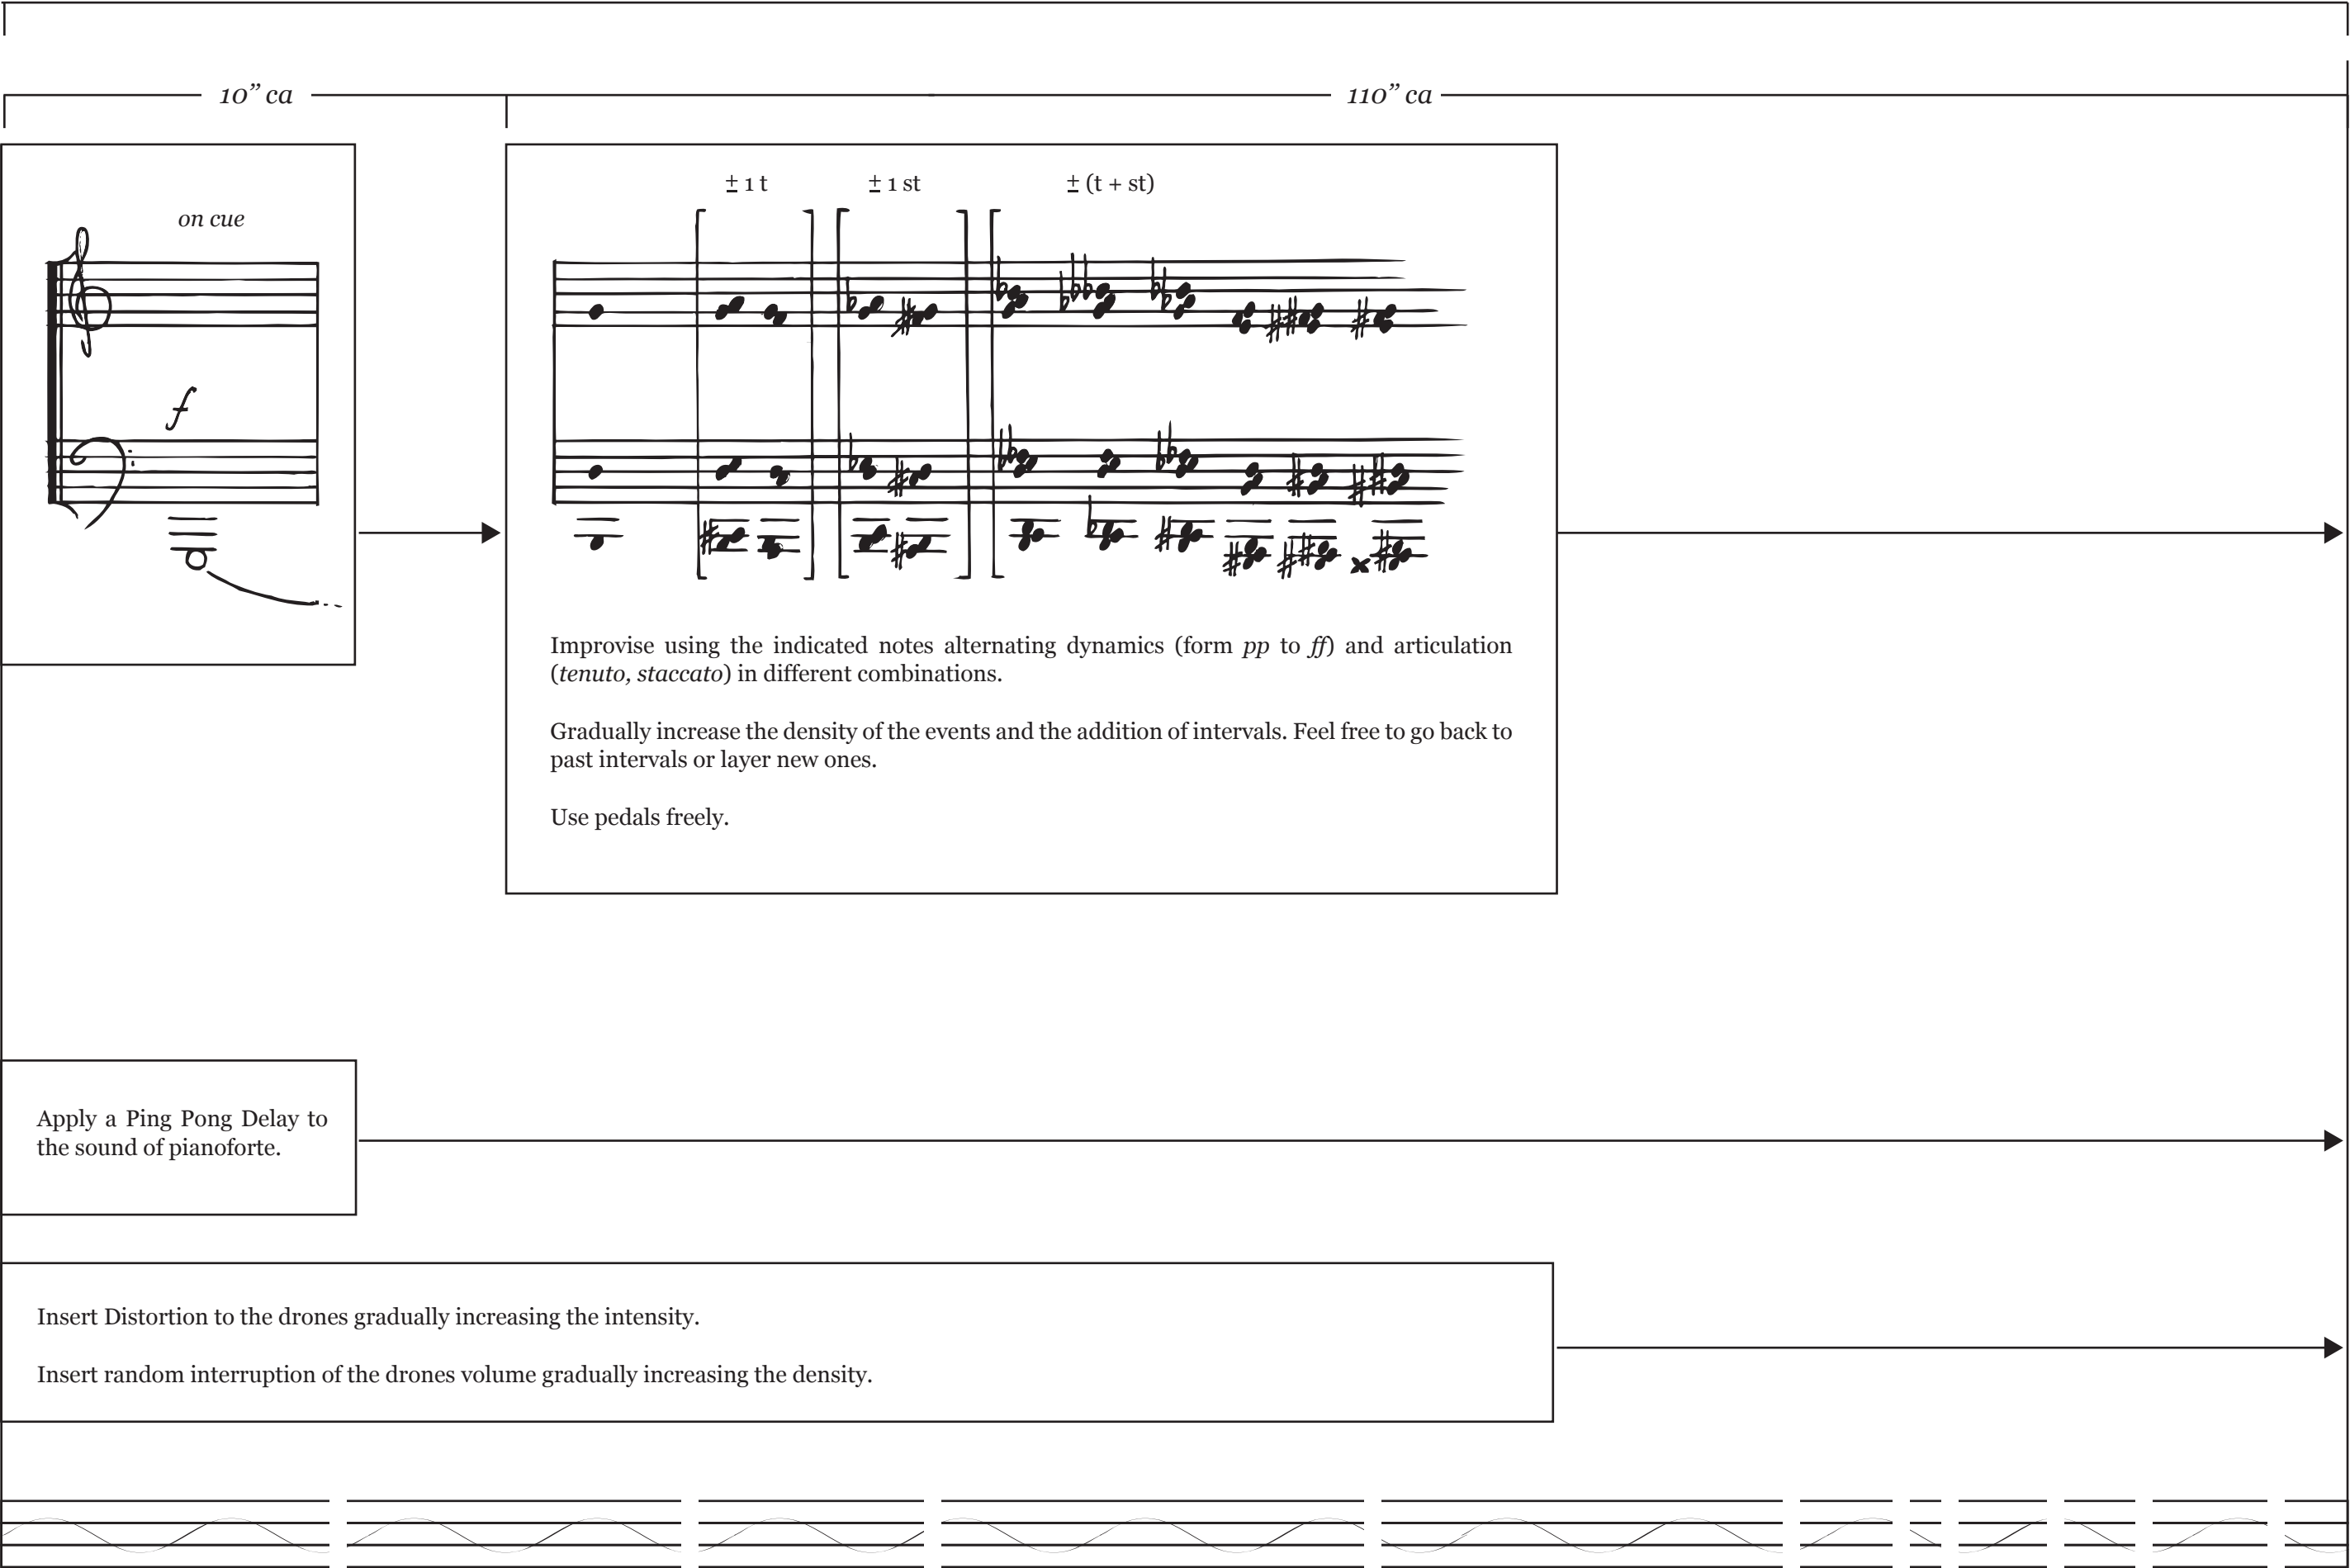 10” ca
110” ca
on cue
f
± 1 t
± 1 st
± (t + st)
Improvise using the indicated notes alternating dynamics (form pp to ff) and articulation
(tenuto, staccato) in different combinations.
Gradually increase the density of the events and the addition of intervals. Feel free to go back to
past intervals or layer new ones.
Use pedals freely.
Apply a Ping Pong Delay to
the sound of pianoforte.
Insert Distortion to the drones gradually increasing the intensity.
Insert random interruption of the drones volume gradually increasing the density.